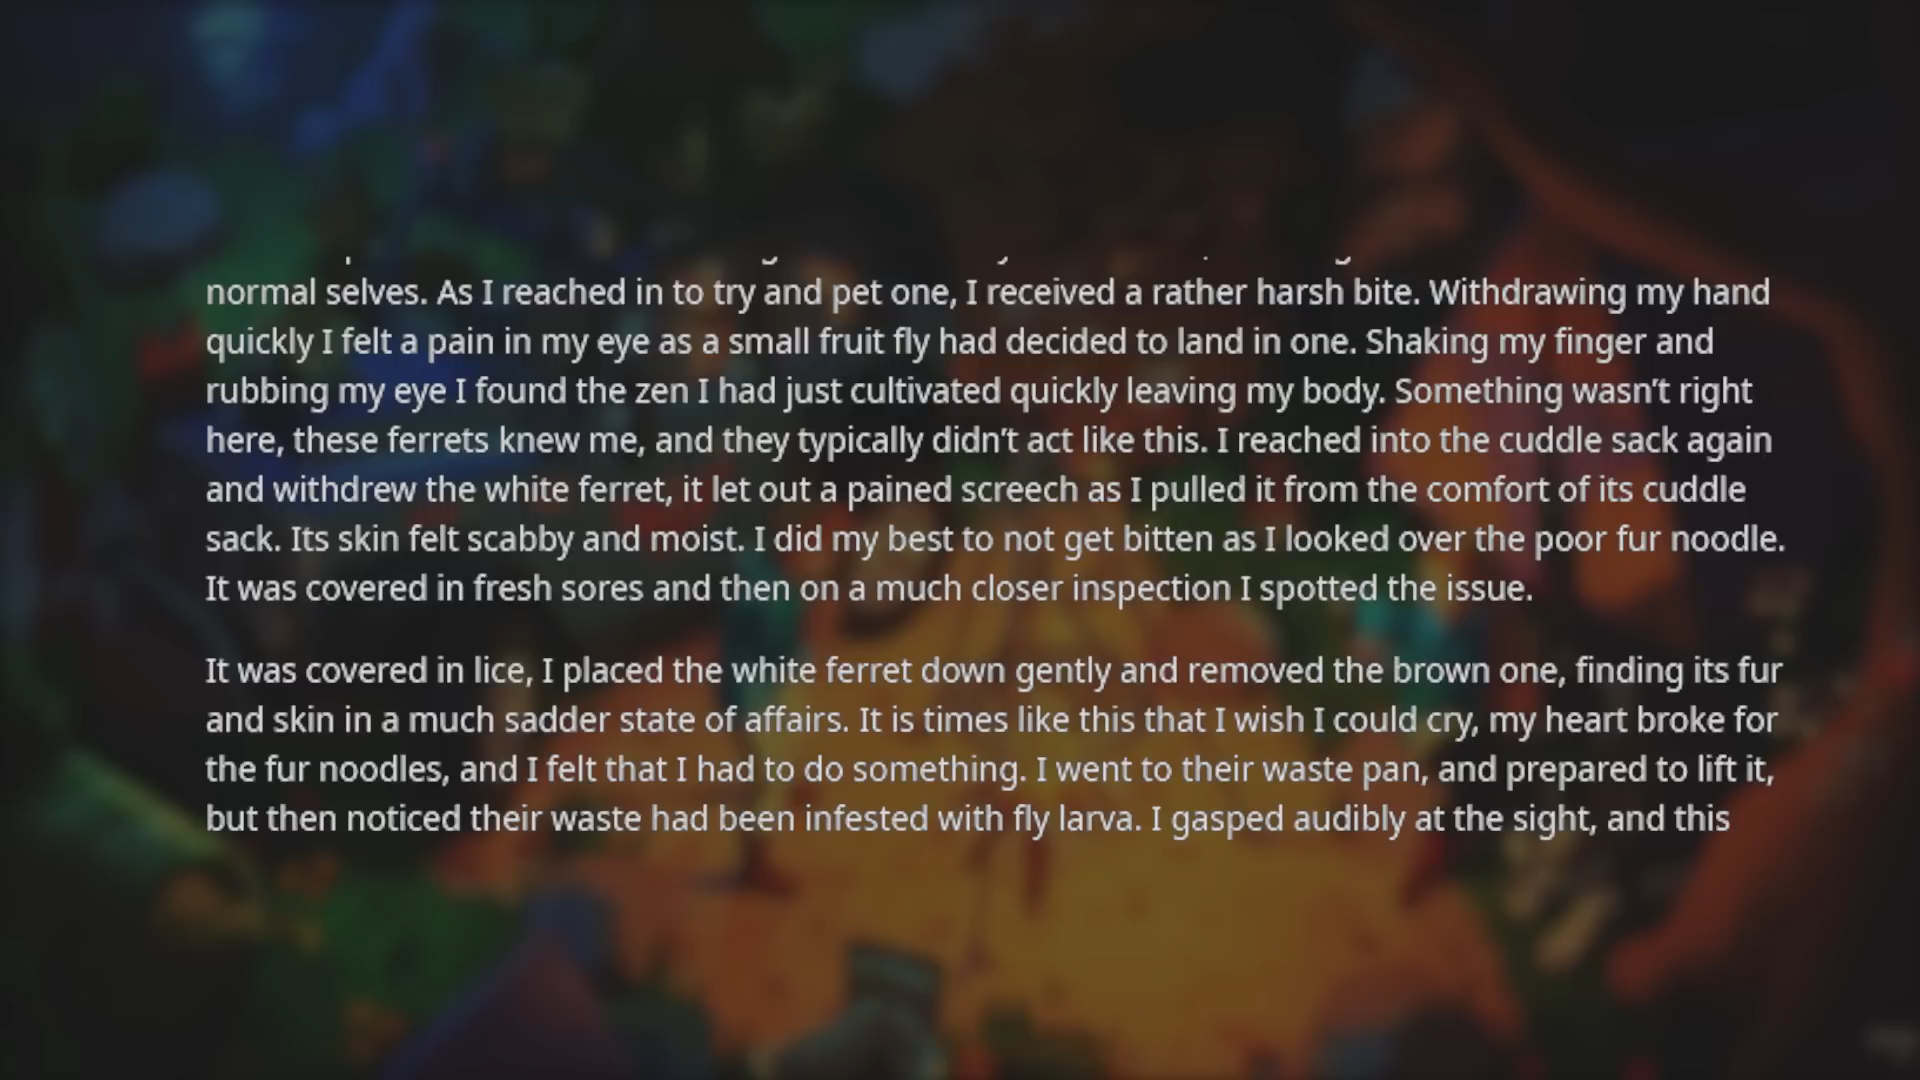 normal selves. As I reached in to try and pet one, I received a rather harsh bite. Withdrawing my hand
quickly I felt a pain in my eye as a small fruit fly had decided to land in one. Shaking my finger and
rubbing my eye I found the zen I had just cultivated quickly leaving my body. Something wasn’t right
here, these ferrets knew me, and they typically didn’t act like this. I reached into the cuddle sack again
and withdrew the white ferret, it let out a pained screech as I pulled it from the comfort of its cuddle
sack. Its skin felt scabby and moist. I did my best to not get bitten as I looked over the poor fur noodle.
It was covered in fresh sores and then on a much closer inspection I spotted the issue.
It was covered in lice, I placed the white ferret down gently and removed the brown one, finding its fur
and skin in a much sadder state of affairs. It is times like this that I wish I could cry, my heart broke for
the fur noodles, and I felt that I had to do something. I went to their waste pan, and prepared to lift it,
but then noticed their waste had been infested with fly larva. I gasped audibly at the sight, and this